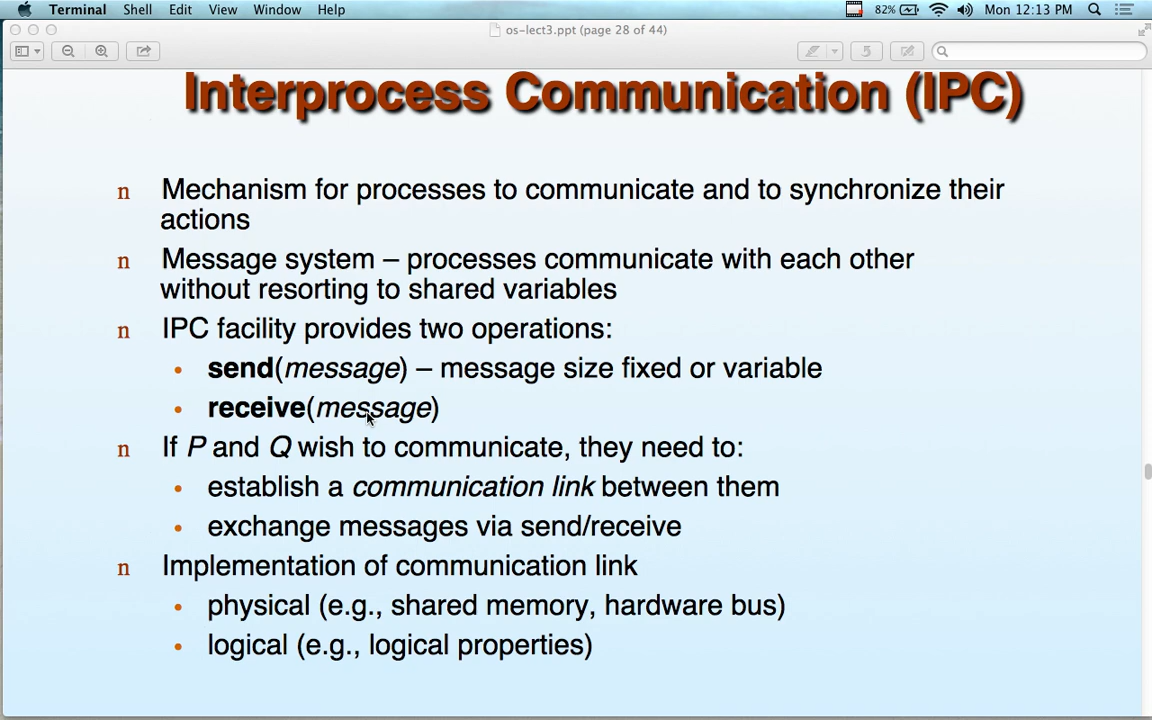 Terminal Shell Edit View Window Help 82% Mon 12:13 PM
os-lect3.ppt (page 28 of 44)
Interprocess Communication (IPC)
n Mechanism for processes to communicate and to synchronize their
actions
n Message system – processes communicate with each other
without resorting to shared variables
n IPC facility provides two operations:
• send(message) – message size fixed or variable
• receive(message)
n If P and Q wish to communicate, they need to:
• establish a communication link between them
• exchange messages via send/receive
n Implementation of communication link
• physical (e.g., shared memory, hardware bus)
• logical (e.g., logical properties)